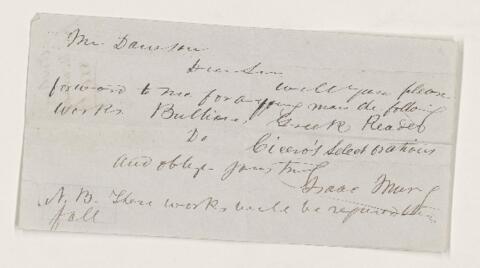 Mr Dawson
Dear Sir
will you please
forward to me for a young man the following
works. Bullions, Greek Reader
Do Cicero's Select orations
and oblige yours truly
Isaac
N. B. These works will be required this
fall